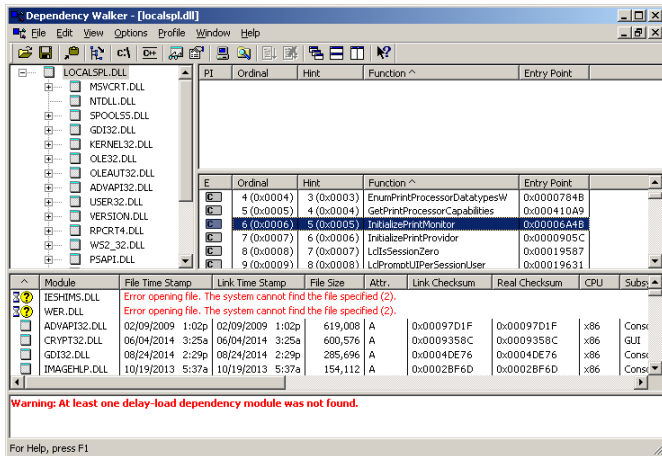 Dependency Walker - [localspl.dll]
File Edit View Options Profile Window Help
c:\
LOCALSPL.DLL
MSVCRT.DLL
NTDLL.DLL
SPOOLSS.DLL
GDI32.DLL
KERNEL32.DLL
OLE32.DLL
OLEAUT32.DLL
ADVAPI32.DLL
USER32.DLL
VERSION.DLL
RPCRT4.DLL
WS2_32.DLL
PSAPI.DLL
PI Ordinal Hint Function ^ Entry Point
E Ordinal Hint Function ^ Entry Point
C 4 (0x0004) 3 (0x0003) EnumPrintProcessorDatatypesW 0x0000784B
C 5 (0x0005) 4 (0x0004) GetPrintProcessorCapabilities 0x000410A9
C 6 (0x0006) 5 (0x0005) InitializePrintMonitor 0x00006A4B
C 7 (0x0007) 6 (0x0006) InitializePrintProvidor 0x0000905C
C 8 (0x0008) 7 (0x0007) LclIsSessionZero 0x00019587
C 9 (0x0009) 8 (0x0008) LclPromptUIPerSessionUser 0x00019631
^ Module File Time Stamp Link Time Stamp File Size Attr. Link Checksum Real Checksum CPU Subsy
? IESHIMS.DLL Error opening file. The system cannot find the file specified (2).
? WER.DLL Error opening file. The system cannot find the file specified (2).
ADVAPI32.DLL 02/09/2009 1:02p 02/09/2009 1:02p 619,008 A 0x00097D1F 0x00097D1F x86 Conso
CRYPT32.DLL 06/04/2014 3:25a 06/04/2014 3:25a 600,576 A 0x0009358C 0x0009358C x86 GUI
GDI32.DLL 08/24/2014 2:29p 08/24/2014 2:29p 285,696 A 0x0004DE76 0x0004DE76 x86 Conso
IMAGEHLP.DLL 10/19/2013 5:37a 10/19/2013 5:37a 154,112 A 0x0002BF6D 0x0002BF6D x86 Conso
Warning: At least one delay-load dependency module was not found.
For Help, press F1